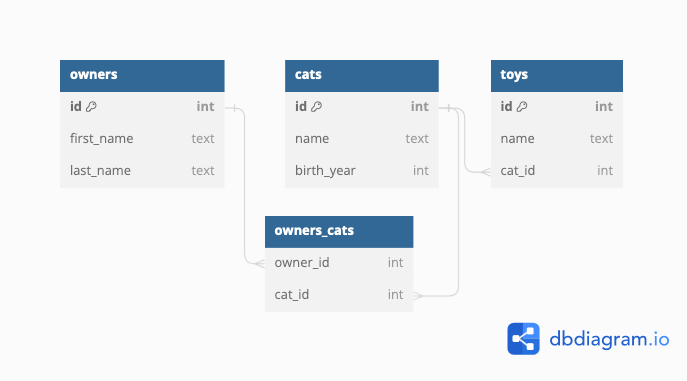 owners
id int
first_name text
last_name text
cats
id int
name text
birth_year int
toys
id int
name text
cat_id int
owners_cats
owner_id int
cat_id int
dbdiagram.io